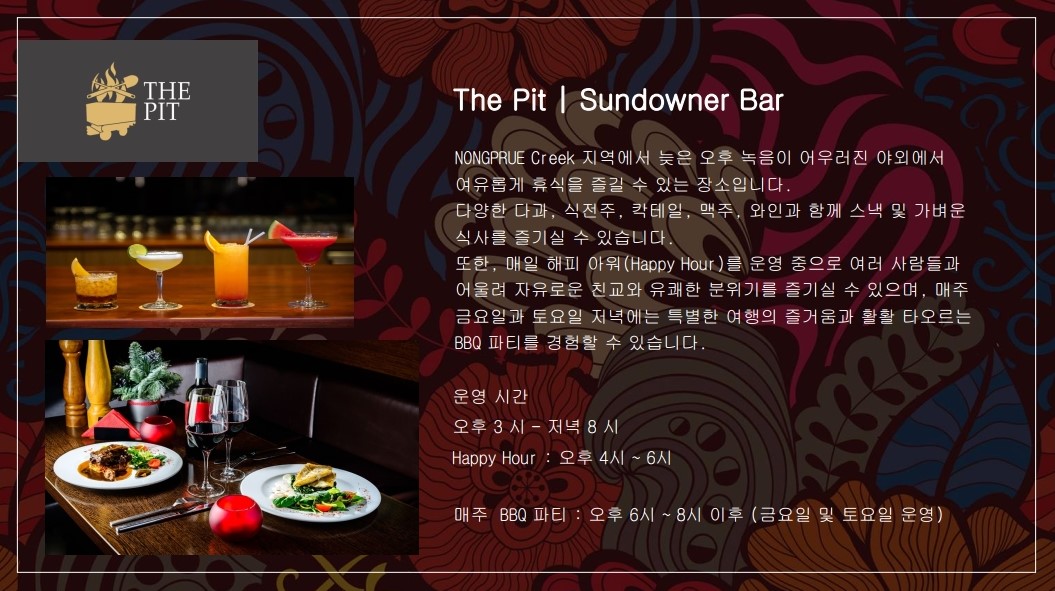 THE
PIT
The Pit | Sundowner Bar
NONGPRUE Creek 지역에서 늦은 오후 녹음이 어우러진 야외에서
여유롭게 휴식을 즐길 수 있는 장소입니다.
다양한 다과, 식전주, 칵테일, 맥주, 와인과 함께 스낵 및 가벼운
식사를 즐기실 수 있습니다.
또한, 매일 해피 아워(Happy Hour)를 운영 중으로 여러 사람들과
어울려 자유로운 친교와 유쾌한 분위기를 즐기실 수 있으며, 매주
금요일과 토요일 저녁에는 특별한 여행의 즐거움과 활활 타오르는
BBQ 파티를 경험할 수 있습니다.
운영 시간
오후 3 시 - 저녁 8 시
Happy Hour : 오후 4시 ~ 6시
매주 BBQ 파티 : 오후 6시 ~ 8시 이후 (금요일 및 토요일 운영)